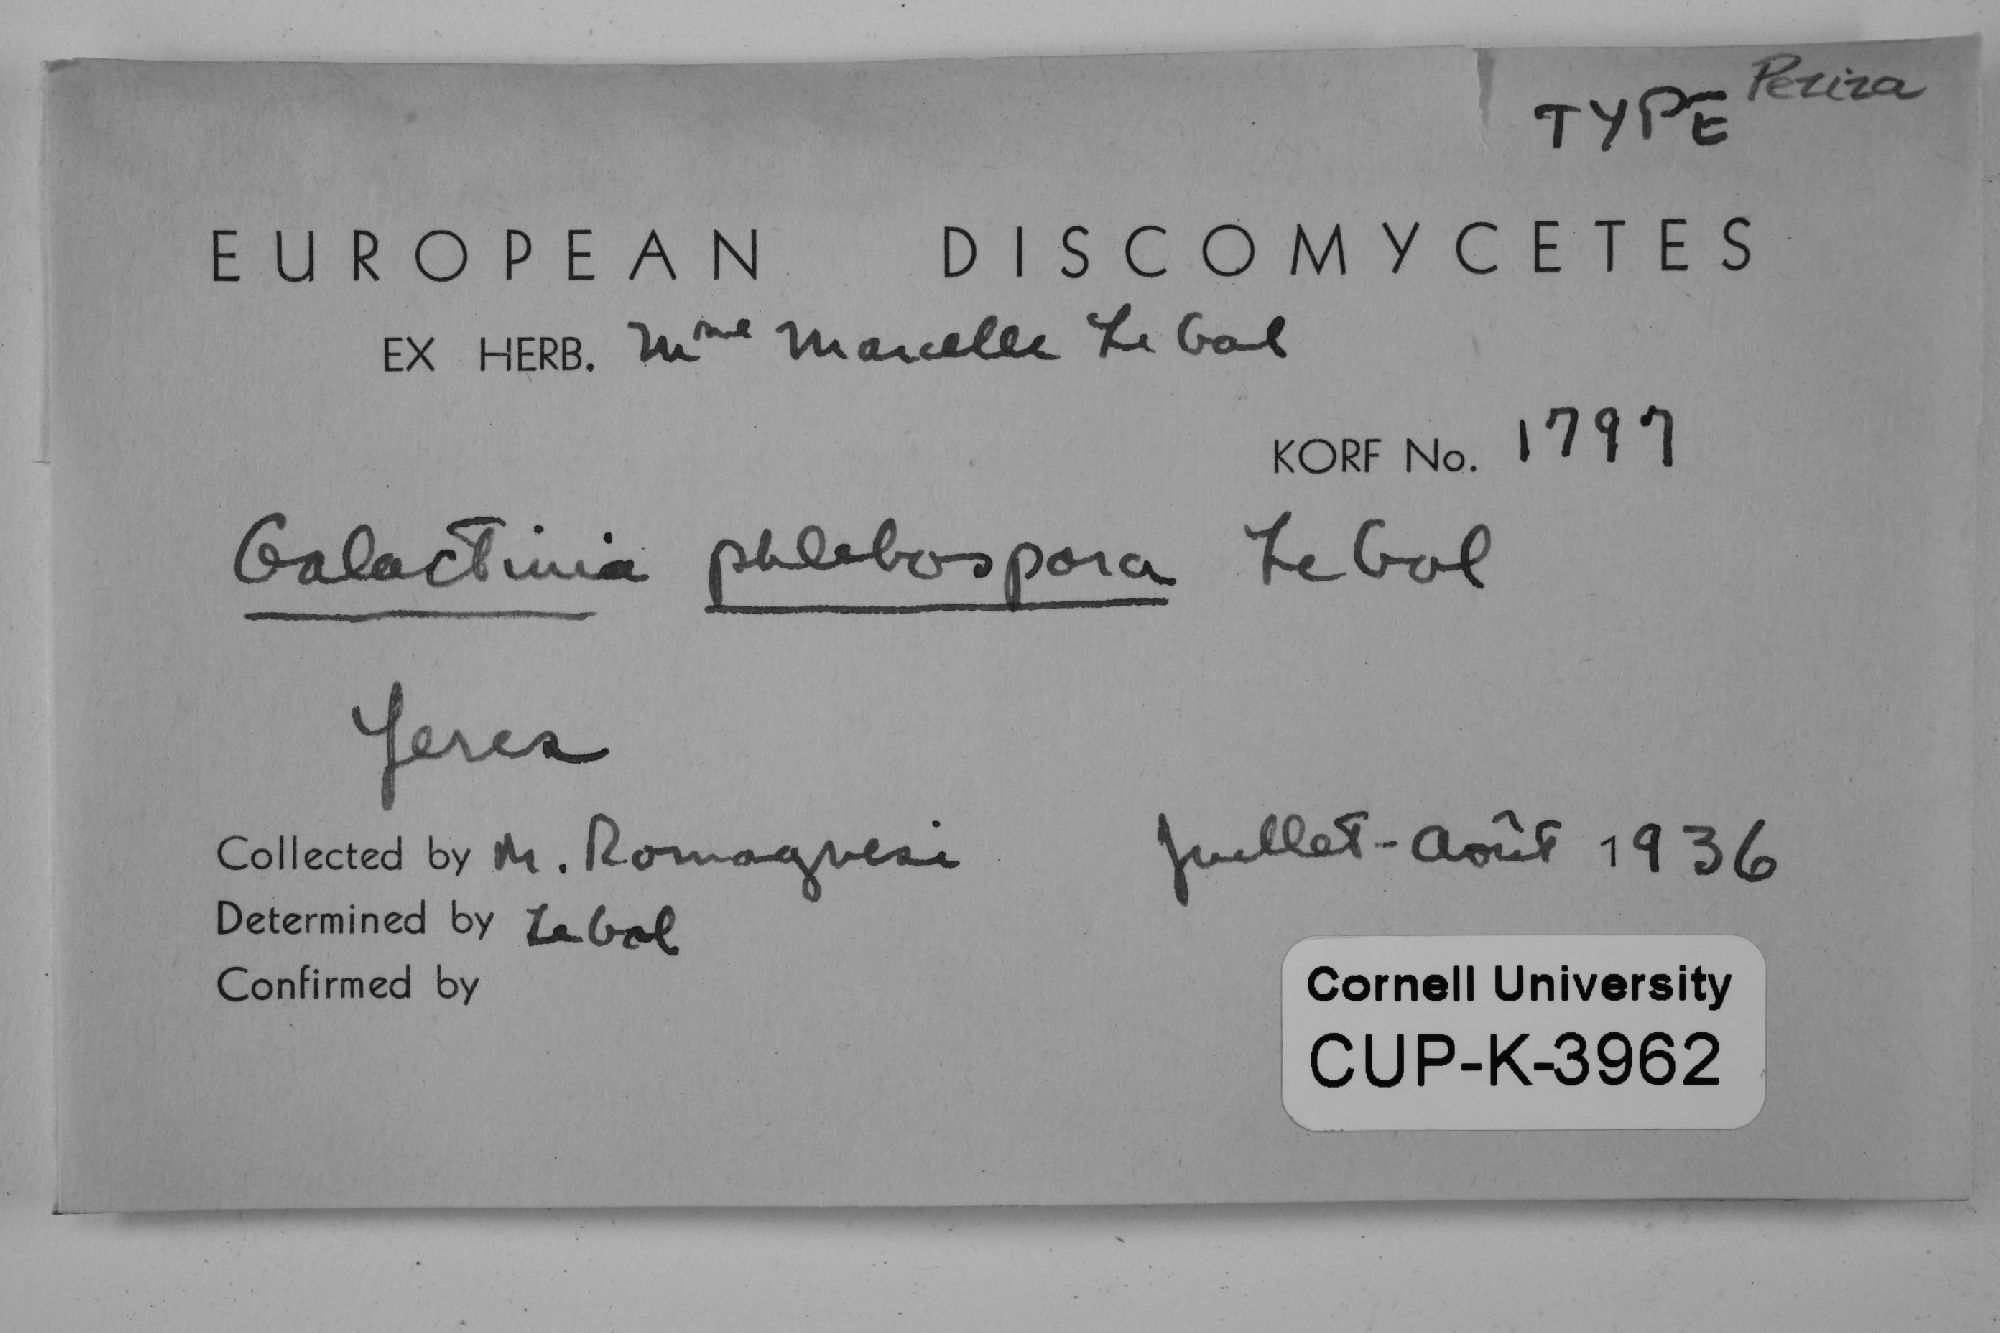 Peziza
TYPE
EUROPEAN DISCOMYCETES
EX HERB. Mme Marcelle Le Gal
KORF No. 1797
Galactinia phlebospora Le Gal
Yeres
Collected by M. Romagnesi Juillet-Août 1936
Determined by Le Gal
Confirmed by
Cornell University
CUP-K-3962